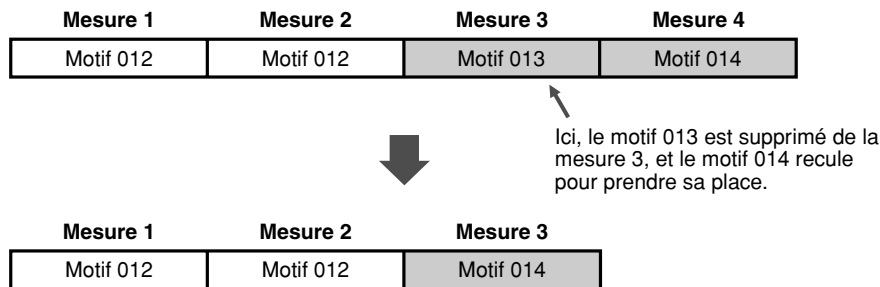 Mesure 1 Mesure 2 Mesure 3 Mesure 4
Motif 012 Motif 012 Motif 013 Motif 014
Ici, le motif 013 est supprimé de la
mesure 3, et le motif 014 recule
pour prendre sa place.
Mesure 1 Mesure 2 Mesure 3
Motif 012 Motif 012 Motif 014